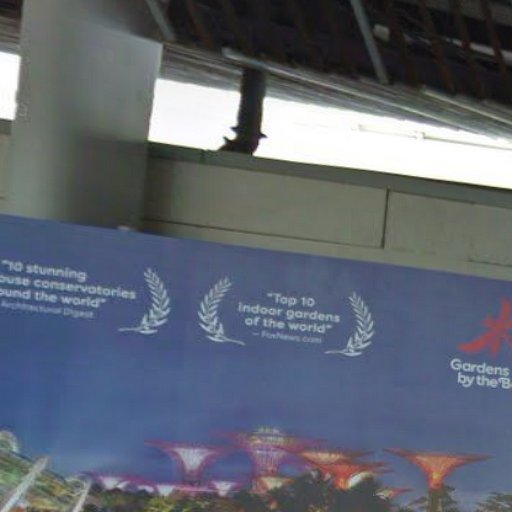 "10 stunning
ouse conservatories
ound the world"
Architectural Digest
"Top 10
indoor gardens
of the world"
— FoxNews.com
Gardens
by the B